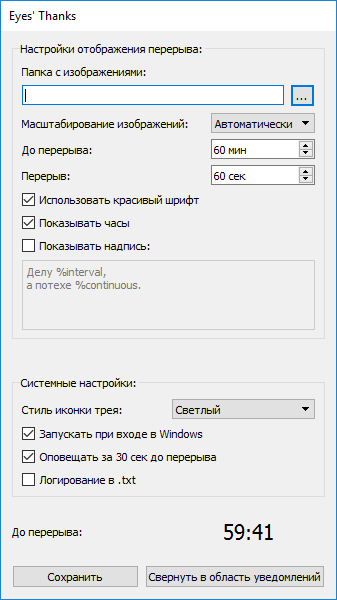 Eyes' Thanks
Настройки отображения перерыва:
Папка с изображениями:
...
Масштабирование изображений: Автоматически
До перерыва: 60 мин
Перерыв: 60 сек
Использовать красивый шрифт
Показывать часы
Показывать надпись:
Делу %interval,
а потехе %continuous.
Системные настройки:
Стиль иконки трея: Светлый
Запускать при входе в Windows
Оповещать за 30 сек до перерыва
Логирование в .txt
До перерыва: 59:41
Сохранить Свернуть в область уведомлений